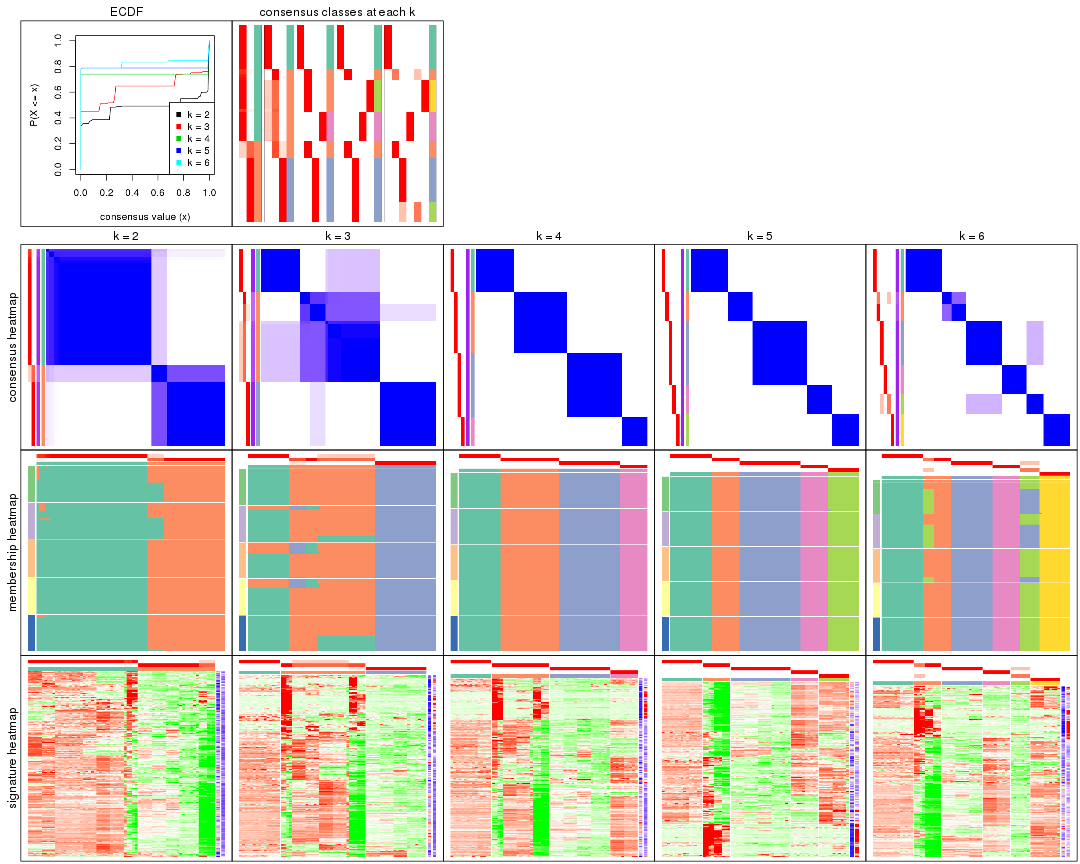 ECDF
consensus classes at each k
P(X <= x)
0.0 0.2 0.4 0.6 0.8 1.0
k = 2
k = 3
k = 4
k = 5
k = 6
0.0 0.2 0.4 0.6 0.8 1.0
consensus value (x)
k = 2
k = 3
k = 4
k = 5
k = 6
consensus heatmap
membership heatmap
signature heatmap